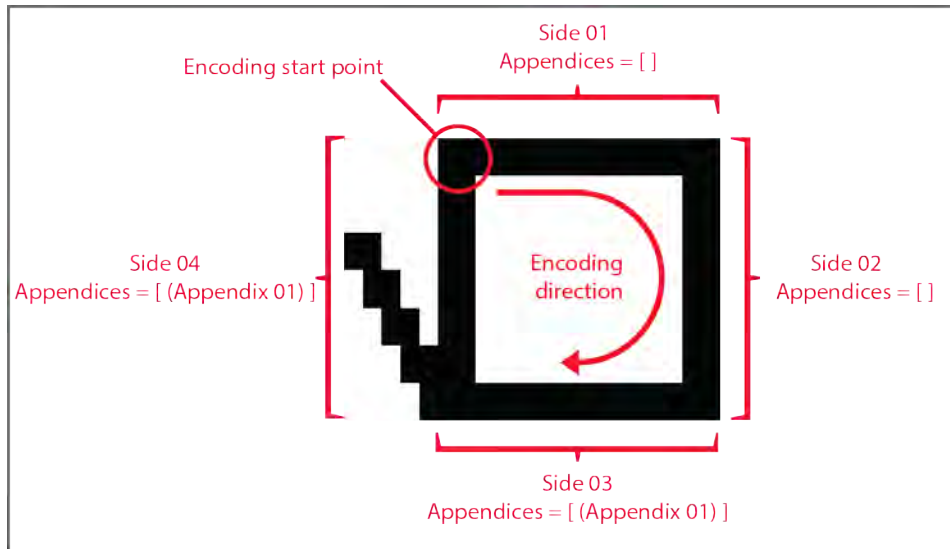 Side 01
Appendices = [ ]
Encoding start point
Encoding
direction
Side 04
Appendices = [ (Appendix 01) ]
Side 02
Appendices = [ ]
Side 03
Appendices = [ (Appendix 01) ]